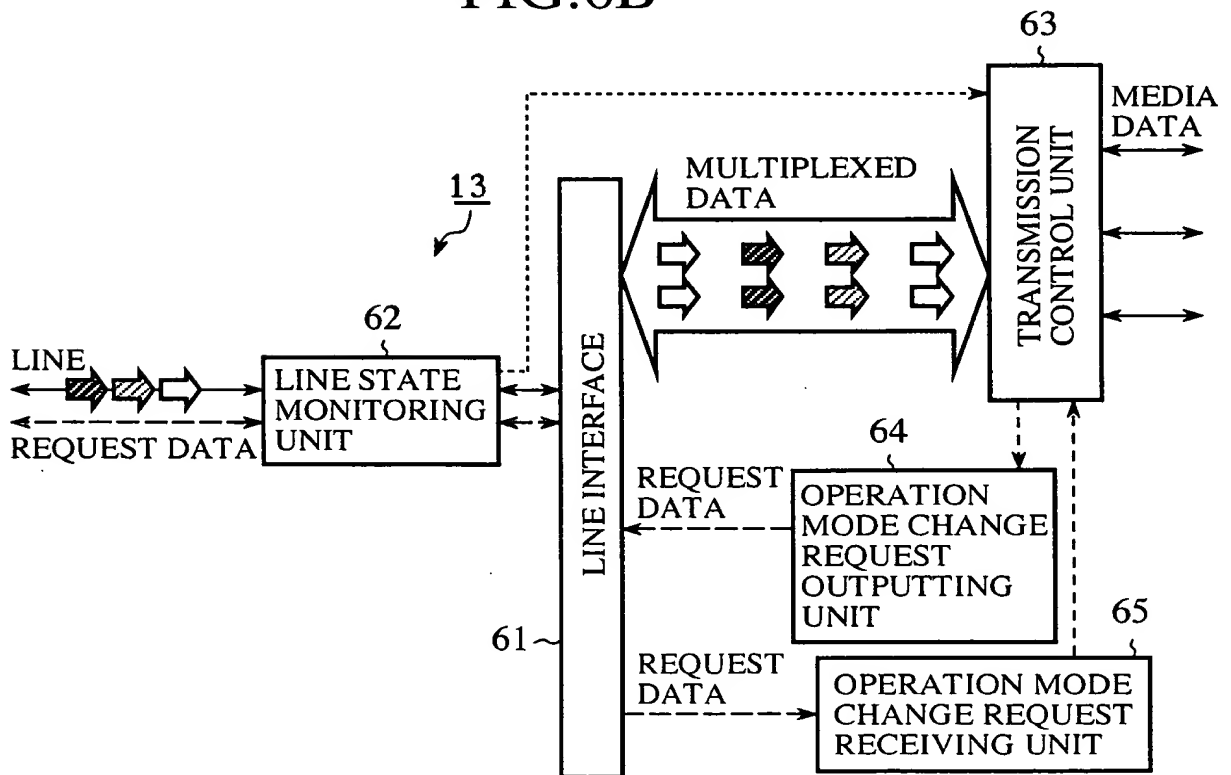 FIG.6B
63
MEDIA
DATA
TRANSMISSION
CONTROL UNIT
MULTIPLEXED
DATA
13
62
LINE
LINE STATE
MONITORING
UNIT
REQUEST DATA
LINE INTERFACE
64
REQUEST
DATA
OPERATION
MODE CHANGE
REQUEST
OUTPUTTING
UNIT
61
65
REQUEST
DATA
OPERATION MODE
CHANGE REQUEST
RECEIVING UNIT